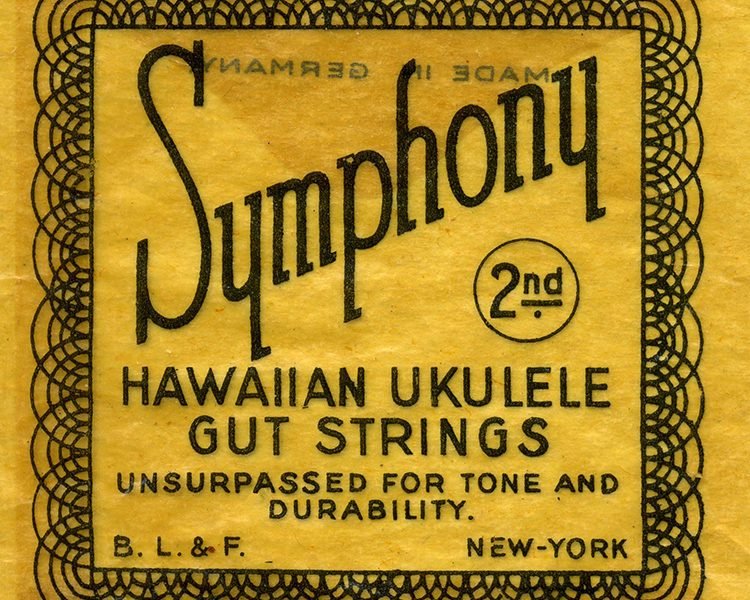 MADE IN GERMANY
Symphony
2nd
HAWAIIAN UKULELE
GUT STRINGS
UNSURPASSED FOR TONE AND
DURABILITY.
B. L. & F. NEW-YORK